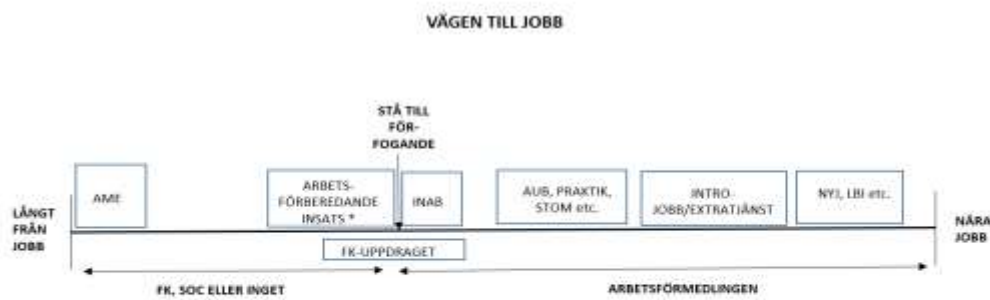 VÄGEN TILL JOBB
STÅ TILL
FÖR-
FOGANDE
LÅNGT
FRÅN
JOBB
AME
ARBETS-
FÖRBEREDANDE
INSATS *
INAB
AUB, PRAKTIK,
STOM etc.
INTRO-
JOBB/EXTRATJÄNST
NYJ, LBI etc.
NÄRA
JOBB
FK-UPPDRAGET
FK, SOC ELLER INGET
ARBETSFÖRMEDLINGEN